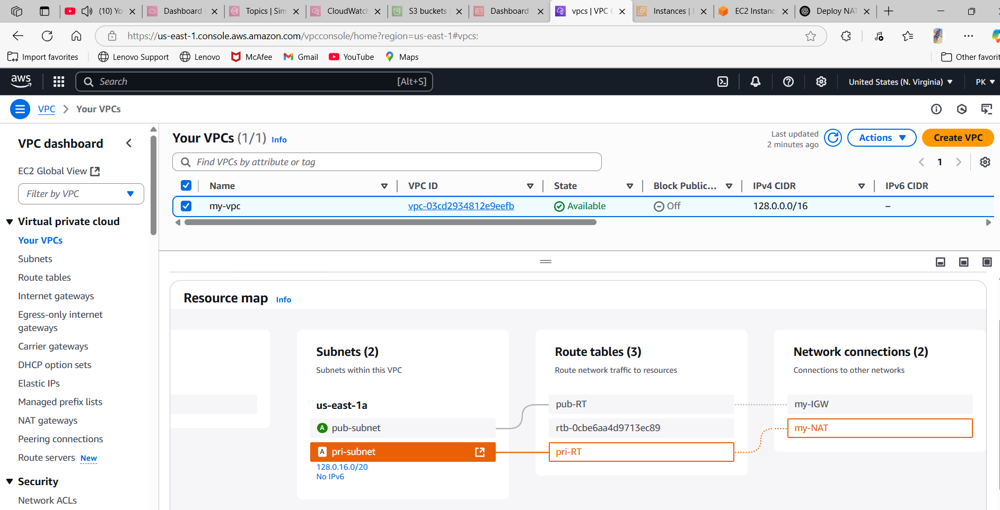 (10) Yo
Dashboard
Topics | Sim
CloudWatch
S3 buckets
Dashboard
vpcs | VPC C
Instances | E
EC2 Instanc
Deploy NAT
https://us-east-1.console.aws.amazon.com/vpcconsole/home?region=us-east-1#vpcs:
Import favorites
Lenovo Support
Lenovo
McAfee
Gmail
YouTube
Maps
Other favorit
aws
Search
[Alt+S]
United States (N. Virginia)
PK
VPC
Your VPCs
VPC dashboard
EC2 Global View
Filter by VPC
Virtual private cloud
Your VPCs
Subnets
Route tables
Internet gateways
Egress-only internet
gateways
Carrier gateways
DHCP option sets
Elastic IPs
Managed prefix lists
NAT gateways
Peering connections
Route servers New
Security
Network ACLs
Your VPCs (1/1) Info
Last updated
2 minutes ago
Actions
Create VPC
Find VPCs by attribute or tag
1
Name
VPC ID
State
Block Public...
IPv4 CIDR
IPv6 CIDR
my-vpc
vpc-03cd2934812e9eefb
Available
Off
128.0.0.0/16
–
Resource map Info
Subnets (2)
Subnets within this VPC
us-east-1a
A pub-subnet
A pri-subnet
128.0.16.0/20
No IPv6
Route tables (3)
Route network traffic to resources
pub-RT
rtb-0cbe6aa4d9713ec89
pri-RT
Network connections (2)
Connections to other networks
my-IGW
my-NAT